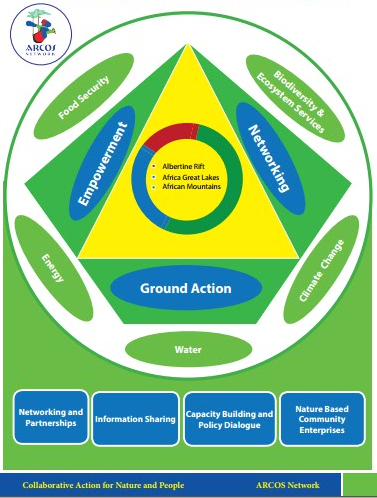 ARCOS
NETWORK
Food Security
Biodiversity &
Ecosystem Services
Empowerment
Networking
• Albertine Rift
• Africa Great Lakes
• African Mountains
Energy
Climate Change
Ground Action
Water
Networking and
Partnerships
Information Sharing
Capacity Building and
Policy Dialogue
Nature Based
Community
Enterprises
Collaborative Action for Nature and People
ARCOS Network